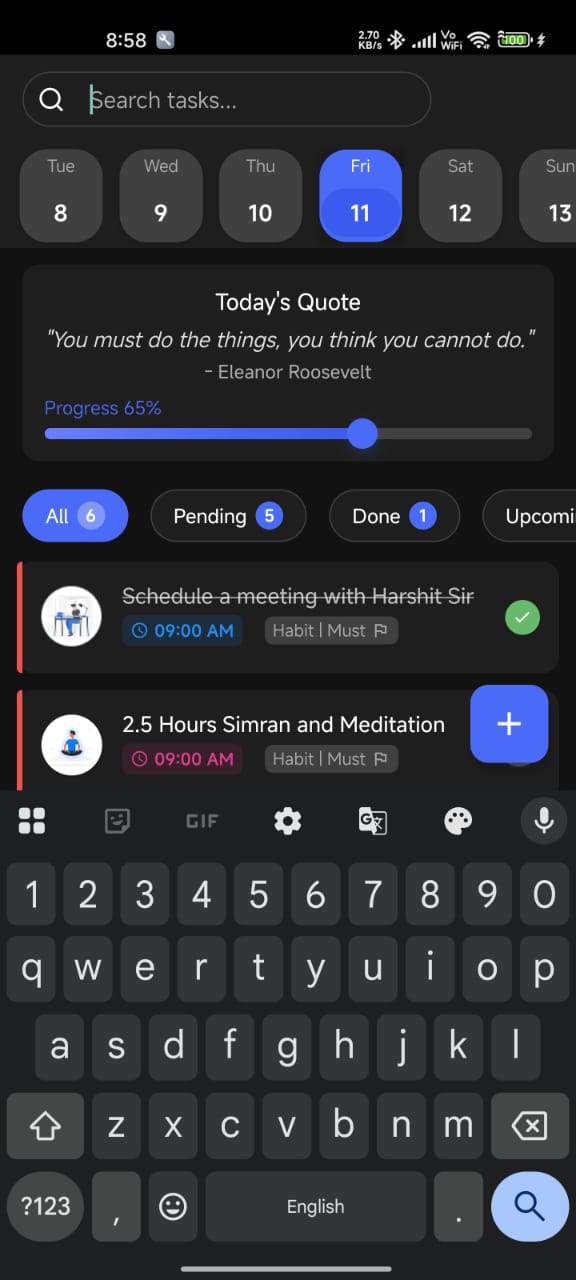 8:58 2.70 KB/s Vo WiFi 100
Search tasks...
Tue Wed Thu Fri Sat Sun
8 9 10 11 12 13
Today's Quote
"You must do the things, you think you cannot do."
- Eleanor Roosevelt
Progress 65%
All 6 Pending 5 Done 1 Upcomi
Schedule a meeting with Harshit Sir
09:00 AM Habit | Must
2.5 Hours Simran and Meditation
+
09:00 AM Habit | Must
GIF G
1 2 3 4 5 6 7 8 9 0
q w e r t y u i o p
a s d f g h j k l
z x c v b n m
?123 , English .